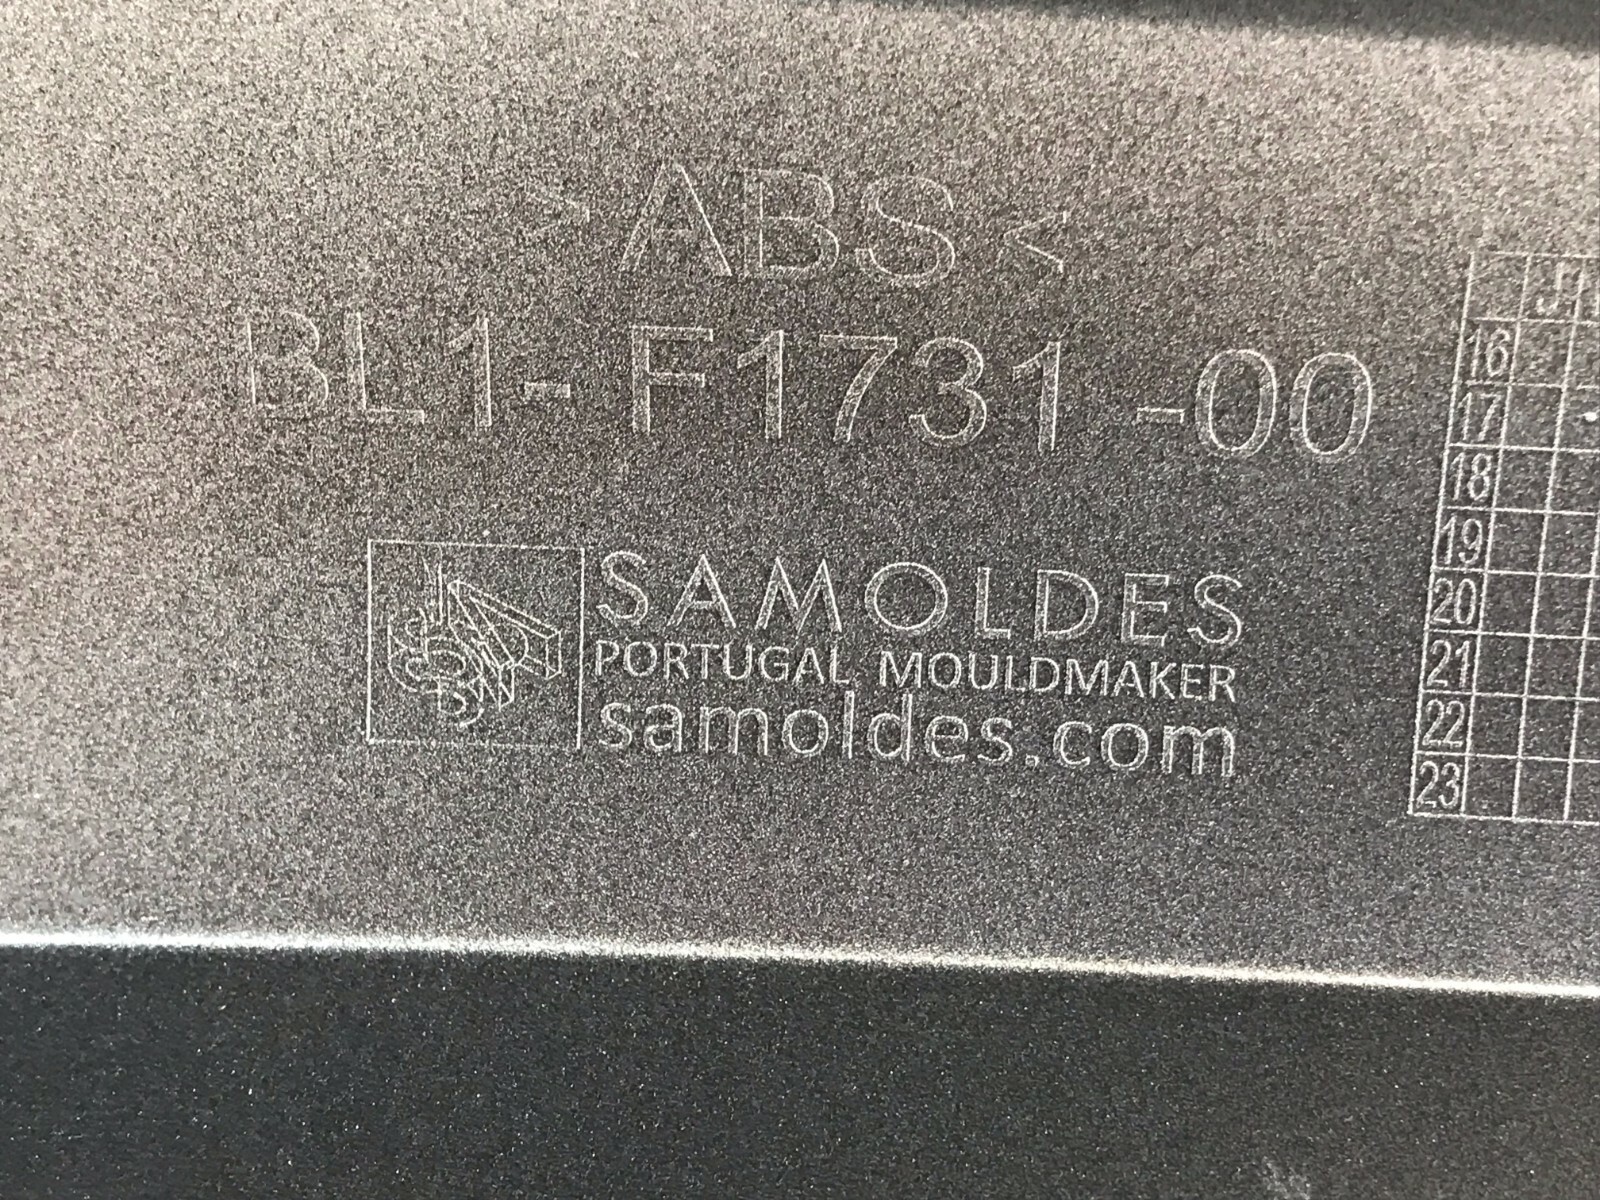 >ABS<
BL1-F1731-00
SAMOLDES
PORTUGAL MOULDMAKER
samoldes.com
J
16
17
18
19
20
21
22
23